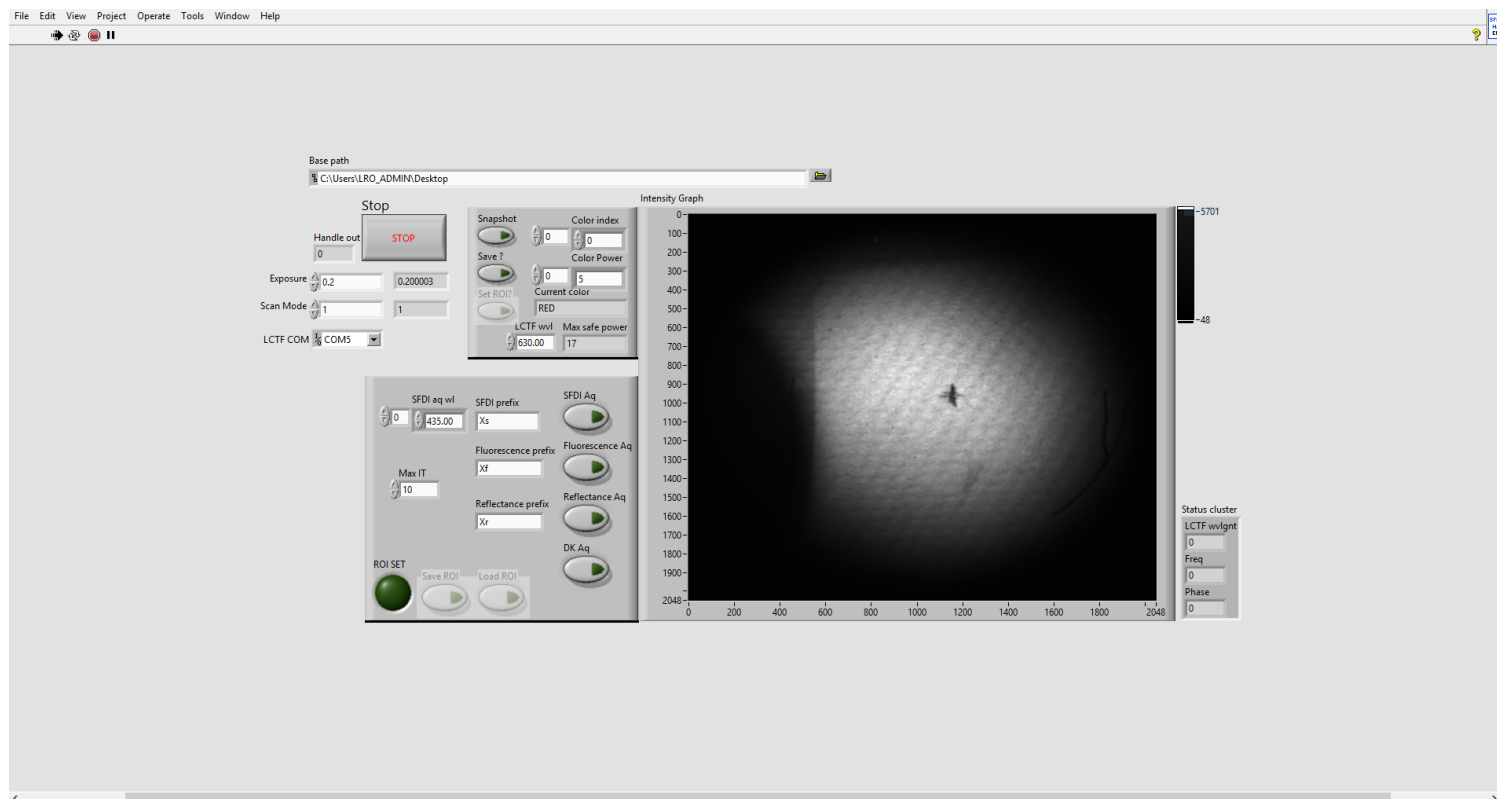 File Edit View Project Operate Tools Window Help
Base path
C:\Users\LRO_ADMIN\Desktop
Stop
STOP
Handle out
0
Exposure 0.2 0.200003
Scan Mode 1 1
LCTF COM COM5
Snapshot
Color index
0 0
Save ?
Color Power
0 5
Set ROI?
Current color
RED
LCTF wvl Max safe power
630.00 17
SFDI aq wl
0 435.00
SFDI prefix
Xs
SFDI Aq
Fluorescence prefix
Xf
Fluorescence Aq
Max IT
10
Reflectance prefix
Xr
Reflectance Aq
DK Aq
ROI SET
Save ROI Load ROI
Intensity Graph
0
100
200
300
400
500
600
700
800
900
1000
1100
1200
1300
1400
1500
1600
1700
1800
1900
2048
0 200 400 600 800 1000 1200 1400 1600 1800 2048
5701
48
Status cluster
LCTF wvlgnt
0
Freq
0
Phase
0